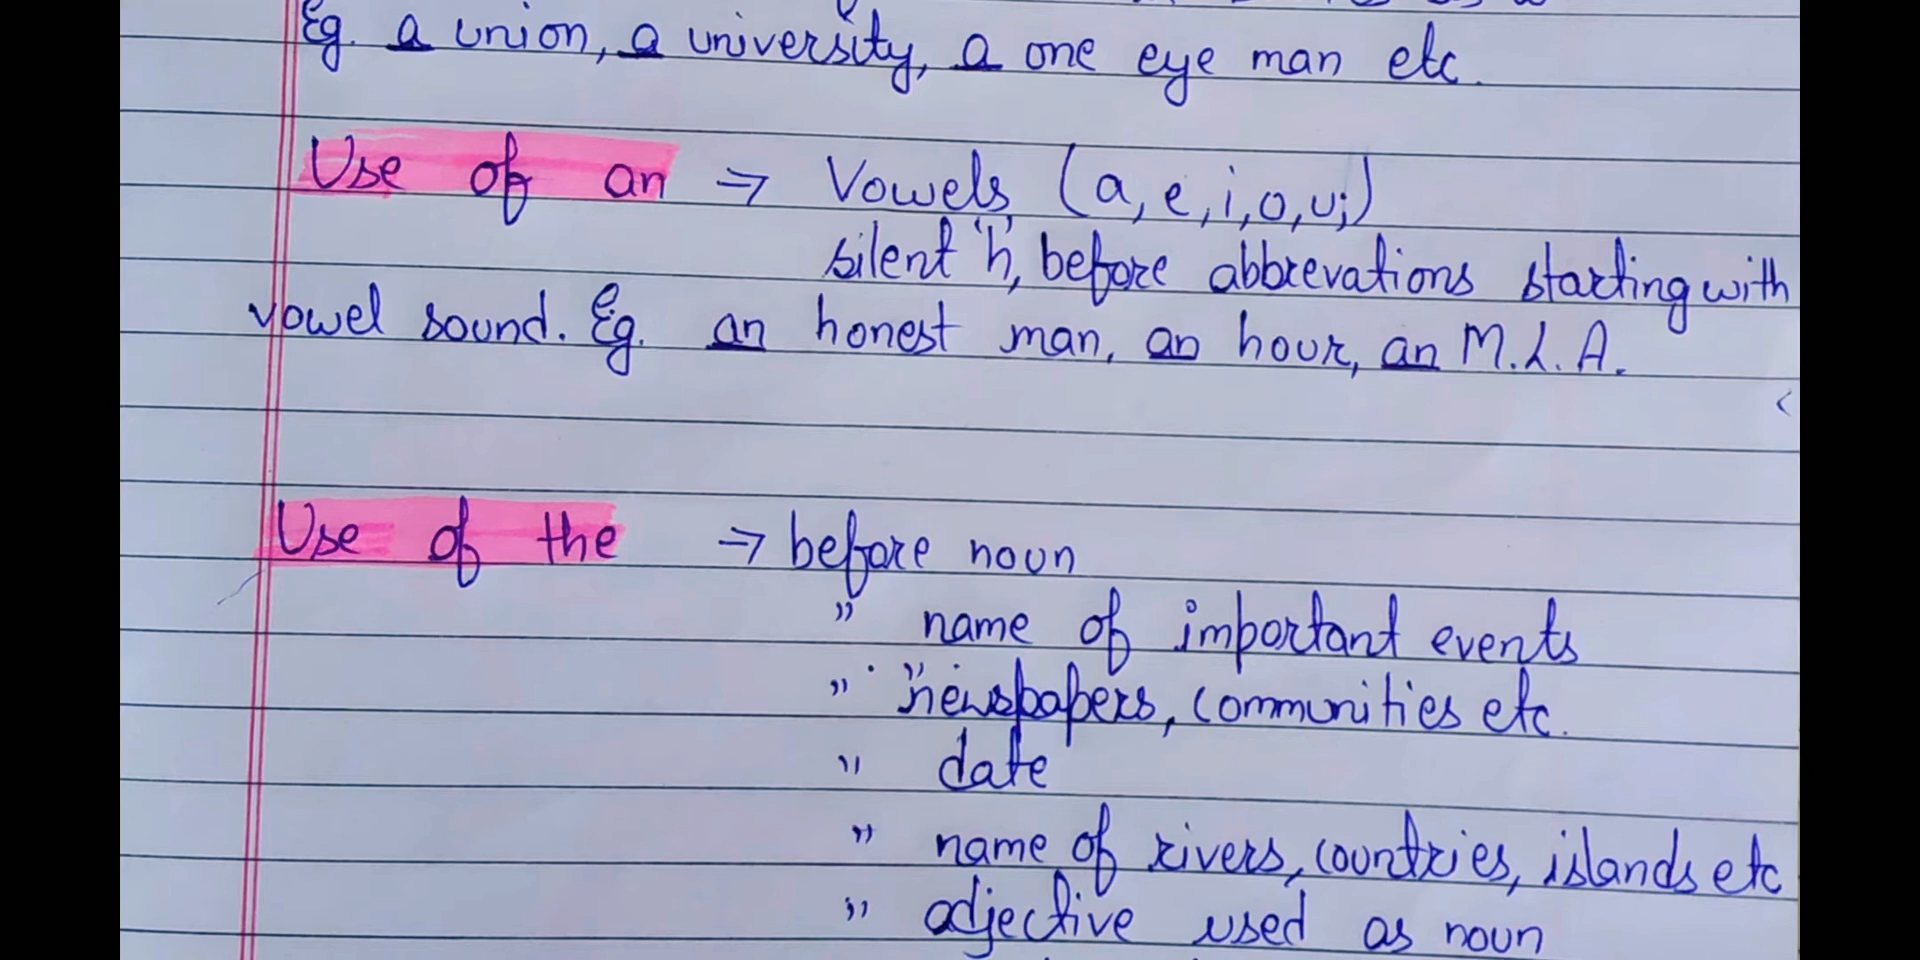 Eg. a union, a university, a one eye man etc.
Use of an ⇒ Vowels (a, e, i, o, u,)
silent 'h', before abbrevations starting with
vowel sound. Eg. an honest man, an hour, an M.L.A.
Use of the ⇒ before noun
" name of important events
" " newspapers, communities etc.
" date
" name of rivers, countries, islands etc
" adjective used as noun